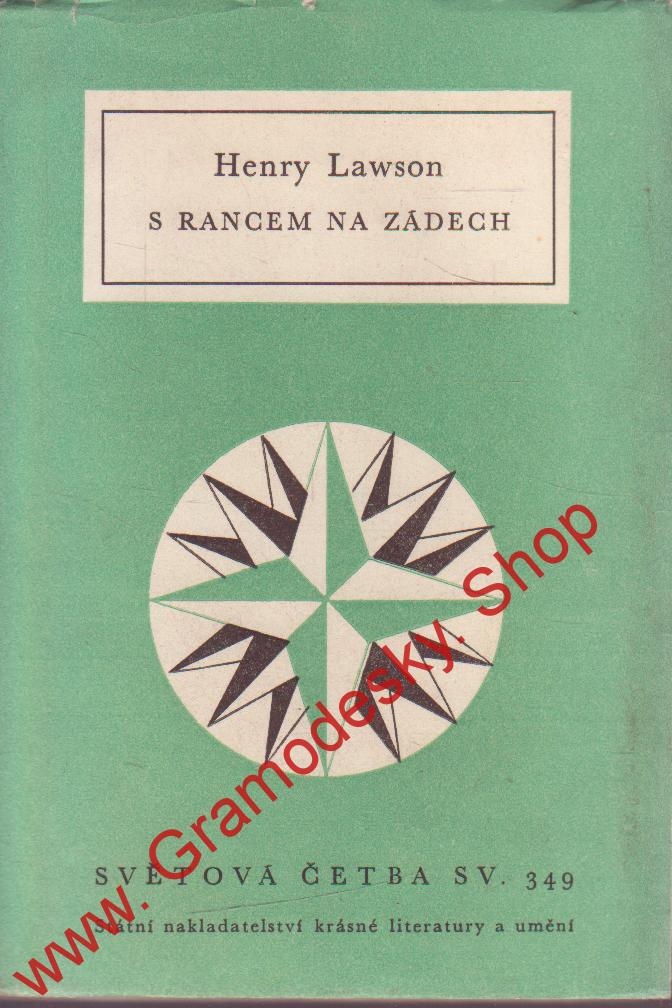 Henry Lawson
S RANCEM NA ZÁDECH
SVĚTOVÁ ČETBA SV. 349
Státní nakladatelství krásné literatury a umění
www. Gramodesky. Shop